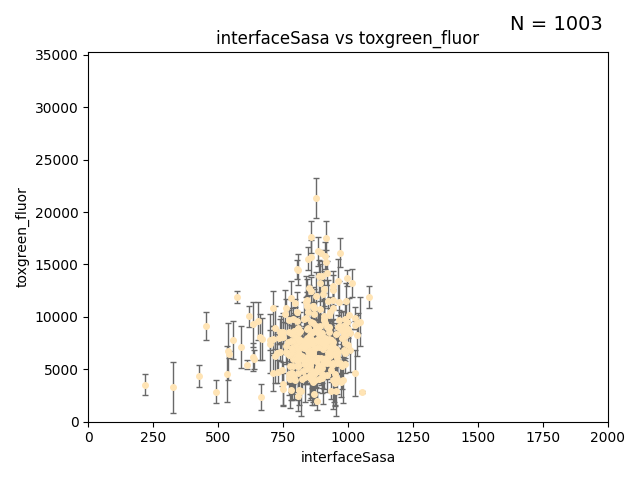 N = 1003
interfaceSasa vs toxgreen_fluor
toxgreen_fluor
35000
30000
25000
20000
15000
10000
5000
0
0 250 500 750 1000 1250 1500 1750 2000
interfaceSasa